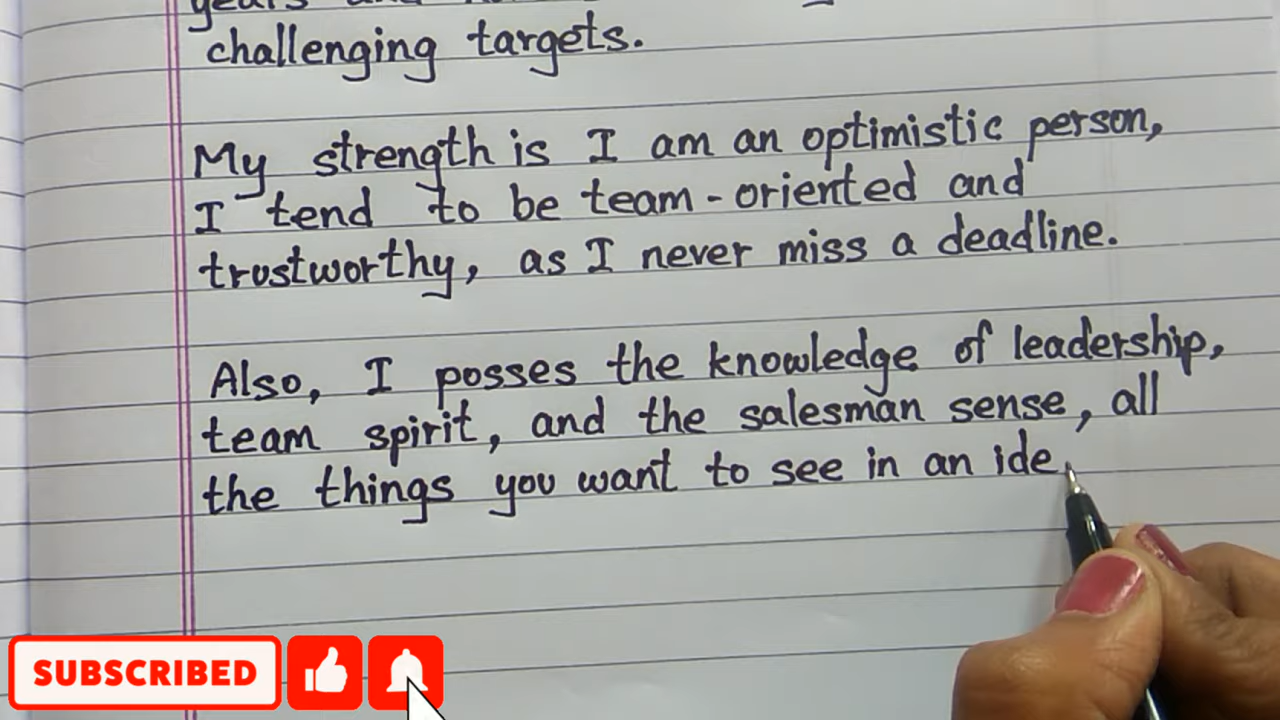 years and
challenging targets.
My strength is I am an optimistic person,
I tend to be team-oriented and
trustworthy, as I never miss a deadline.
Also, I posses the knowledge of leadership,
team spirit, and the salesman sense, all
the things you want to see in an ide
SUBSCRIBED